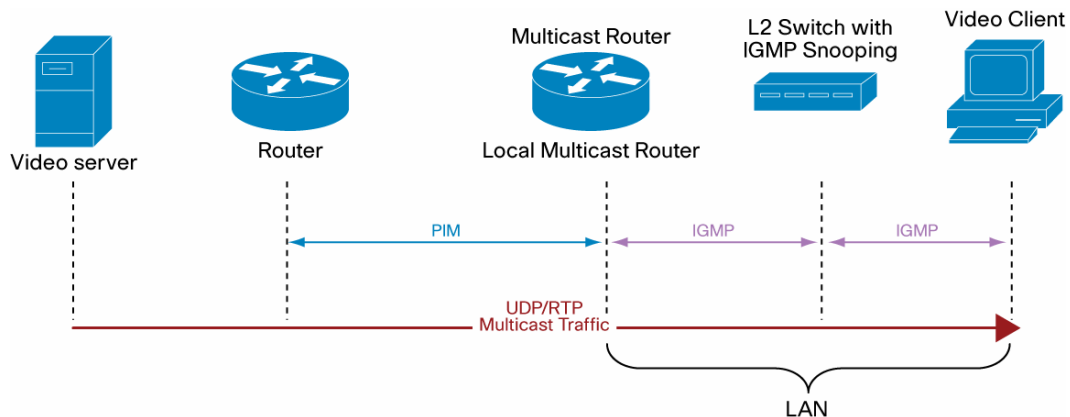 Video server
Router
Multicast Router
Local Multicast Router
L2 Switch with
IGMP Snooping
Video Client
PIM
IGMP
IGMP
UDP/RTP
Multicast Traffic
LAN